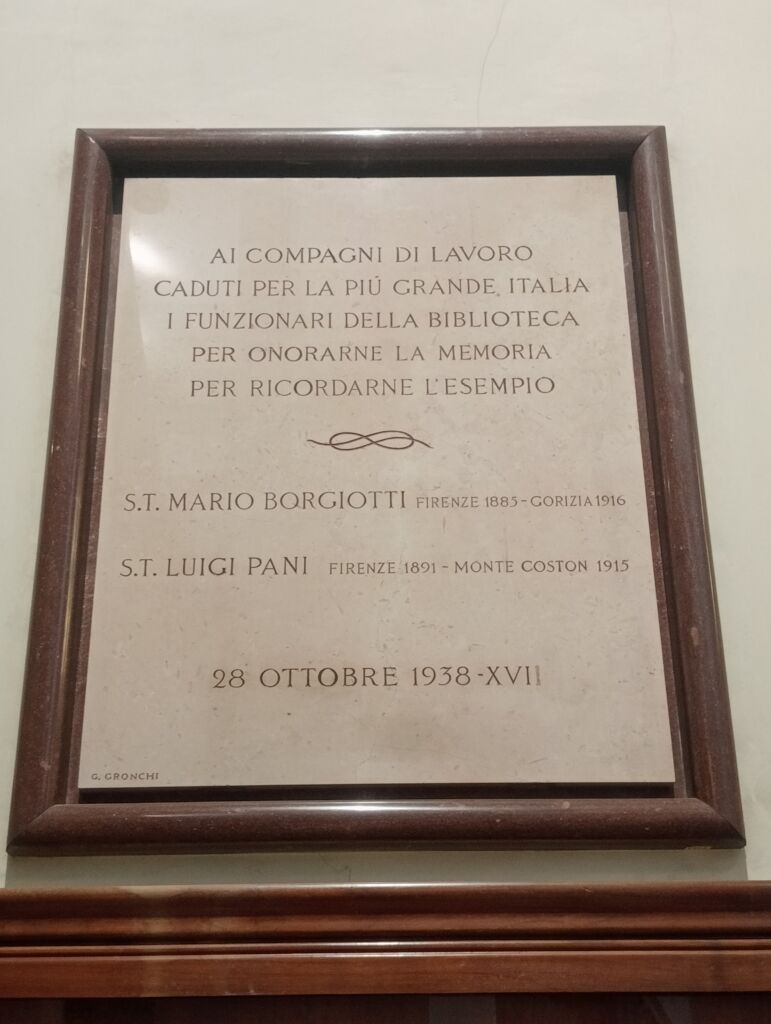 AI COMPAGNI DI LAVORO
CADUTI PER LA PIÚ GRANDE ITALIA
I FUNZIONARI DELLA BIBLIOTECA
PER ONORARNE LA MEMORIA
PER RICORDARNE L'ESEMPIO
S.T. MARIO BORGIOTTI FIRENZE 1885-GORIZIA 1916
S.T. LUIGI PANI FIRENZE 1891 - MONTE COSTON 1915
28 OTTOBRE 1938-XVII
G. GRONCHI